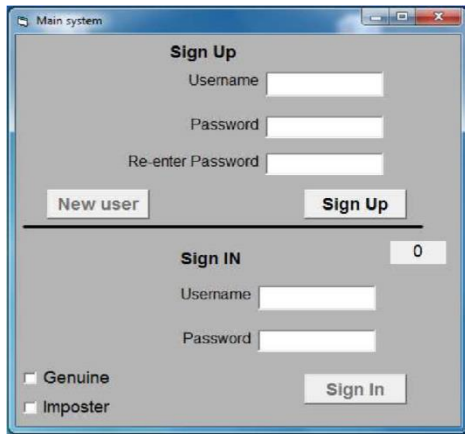 Main system
Sign Up
Username
Password
Re-enter Password
New user Sign Up
0
Sign IN
Username
Password
Genuine
Sign In
Imposter